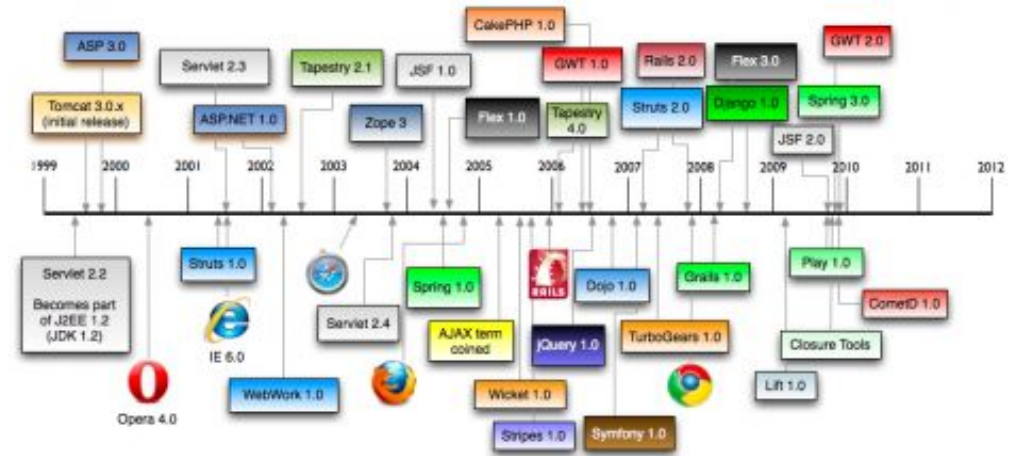 CakePHP 1.0
ASP 3.0
GWT 2.0
Servlet 2.3
Tapestry 2.1
JSF 1.0
GWT 1.0
Rails 2.0
Flex 3.0
Tomcat 3.0.x
(initial release)
ASP.NET 1.0
Zope 3
Flex 1.0
Tapestry
4.0
Struts 2.0
Django 1.0
Spring 3.0
JSF 2.0
1999
2000
2001
2002
2003
2004
2005
2006
2007
2008
2009
2010
2011
2012
Servlet 2.2
Becomes part
of J2EE 1.2
(JDK 1.2)
Struts 1.0
IE 6.0
Opera 4.0
WebWork 1.0
Servlet 2.4
Spring 1.0
AJAX term
coined
Wicket 1.0
Stripes 1.0
RAILS
jQuery 1.0
Dojo 1.0
Symfony 1.0
TurboGears 1.0
Grails 1.0
Play 1.0
CometD 1.0
Closure Tools
Lift 1.0